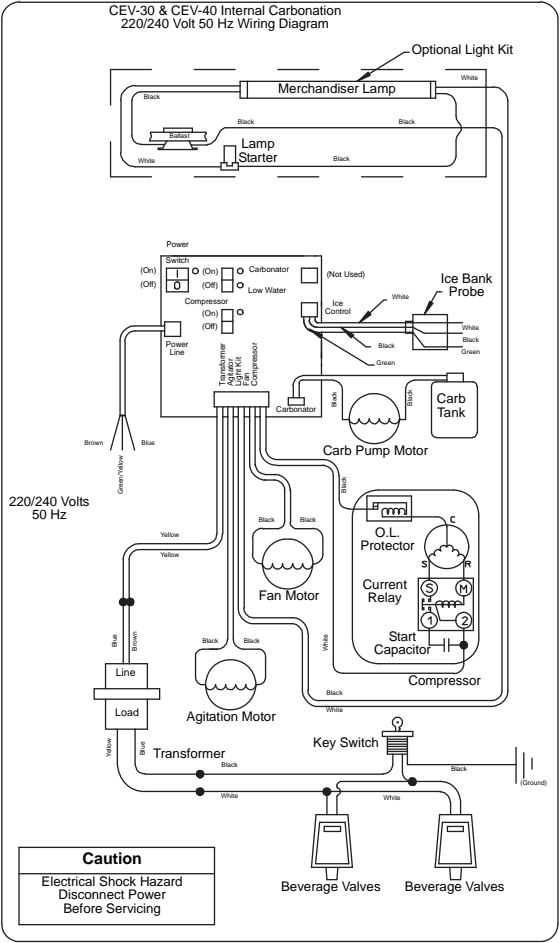 CEV-30 & CEV-40 Internal Carbonation
220/240 Volt 50 Hz Wiring Diagram
Optional Light Kit
White
Merchandiser Lamp
Black
Black
Black
Ballast
Lamp
Starter
White
Black
Power
Switch
(On)
(Off)
I
O
(On)
(Off)
Carbonator
Low Water
(Not Used)
Compressor
(On)
(Off)
Ice
Control
Ice Bank
Probe
White
White
Black
Black
Green
Green
Power
Line
Transformer
Agitator
Light Kit
Fan
Compressor
Carbonator
Black
Black
Carb
Tank
Carb Pump Motor
Brown
Green/Yellow
Blue
220/240 Volts
50 Hz
Black
Yellow
Yellow
Black
Black
Fan Motor
O.L.
Protector
C
S
R
Current
Relay
S
M
1
2
Start
Capacitor
White
Compressor
Blue
Brown
Black
Black
Agitation Motor
Black
White
Line
Load
Yellow
Blue
Transformer
Key Switch
Black
Black
(Ground)
White
White
Beverage Valves
Beverage Valves
Caution
Electrical Shock Hazard
Disconnect Power
Before Servicing